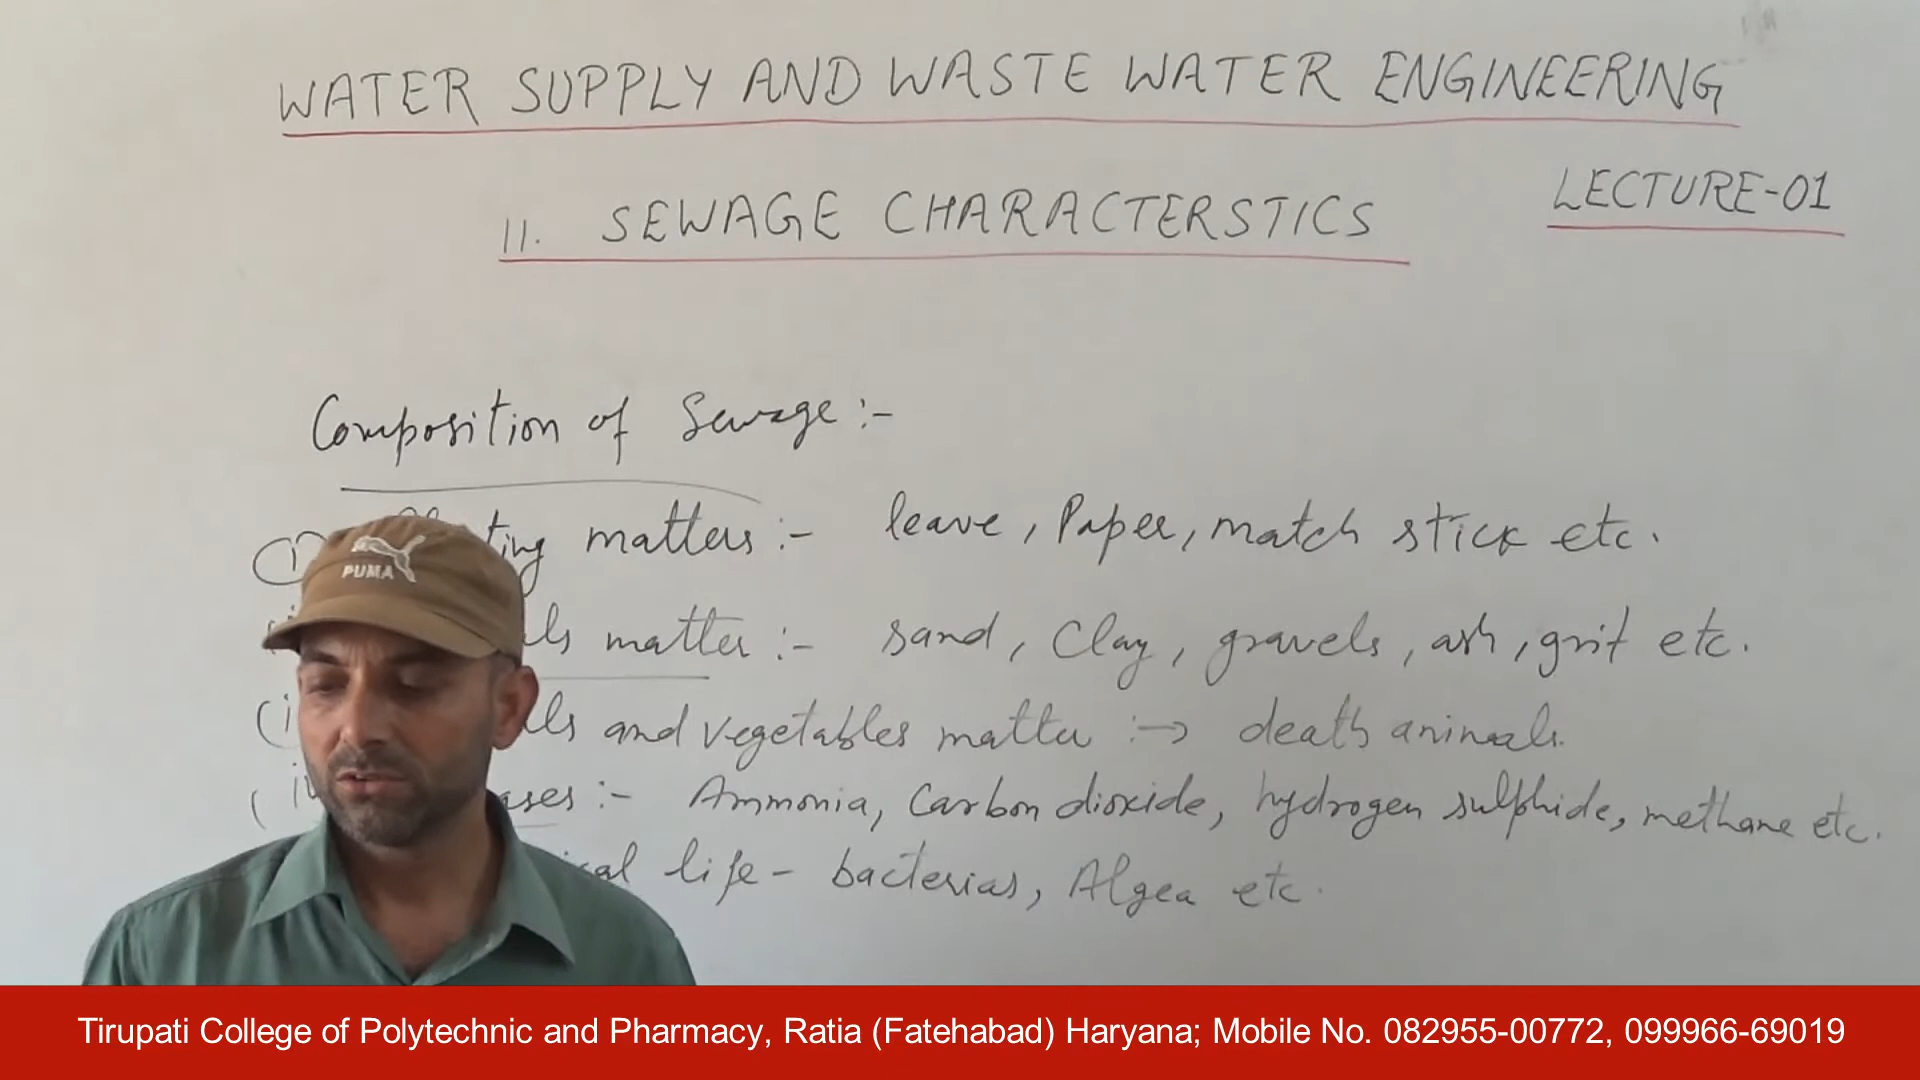 WATER SUPPLY AND WASTE WATER ENGINEERING
LECTURE-01
11. SEWAGE CHARACTERSTICS
Composition of Sewage :-
matters :- leave, Paper, match stick etc.
matter :- sand, Clay, gravels, ash, grit etc.
and vegetables matter :→ death animals.
:- Ammonia, Carbon dioxide, hydrogen sulphide, methane etc.
life - bacterias, Algea etc.
PUMA
Tirupati College of Polytechnic and Pharmacy, Ratia (Fatehabad) Haryana; Mobile No. 082955-00772, 099966-69019